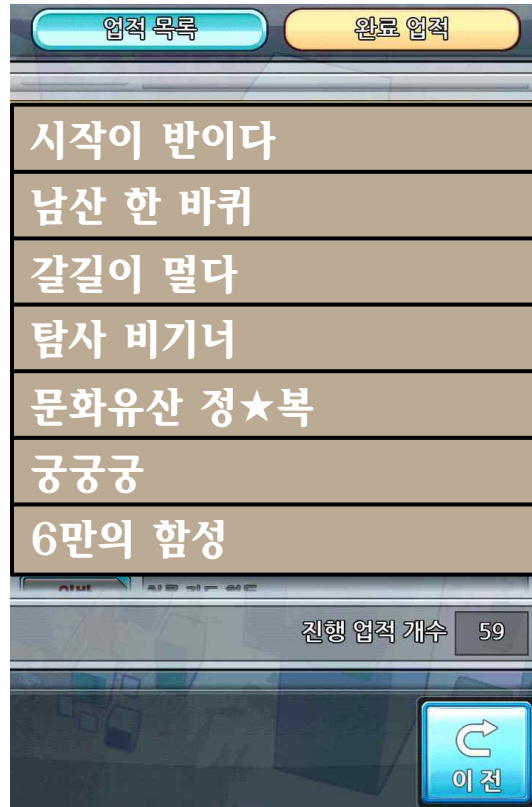 업적 목록
완료 업적
시작이 반이다
남산 한 바퀴
갈길이 멀다
탐사 비기너
문화유산 정★복
궁궁궁
6만의 함성
진행 업적 개수 59
이전